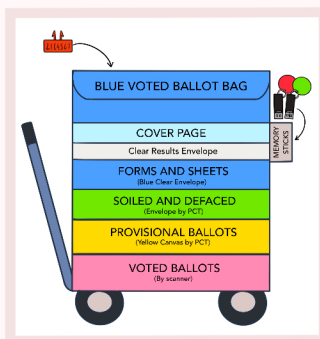 BLUE VOTED BALLOT BAG
COVER PAGE
Clear Results Envelope
MEMORY
STICKS
FORMS AND SHEETS
(Blue Clear Envelope)
SOILED AND DEFACED
(Envelope by PCT)
PROVISIONAL BALLOTS
(Yellow Canvas by PCT)
VOTED BALLOTS
(By scanner)